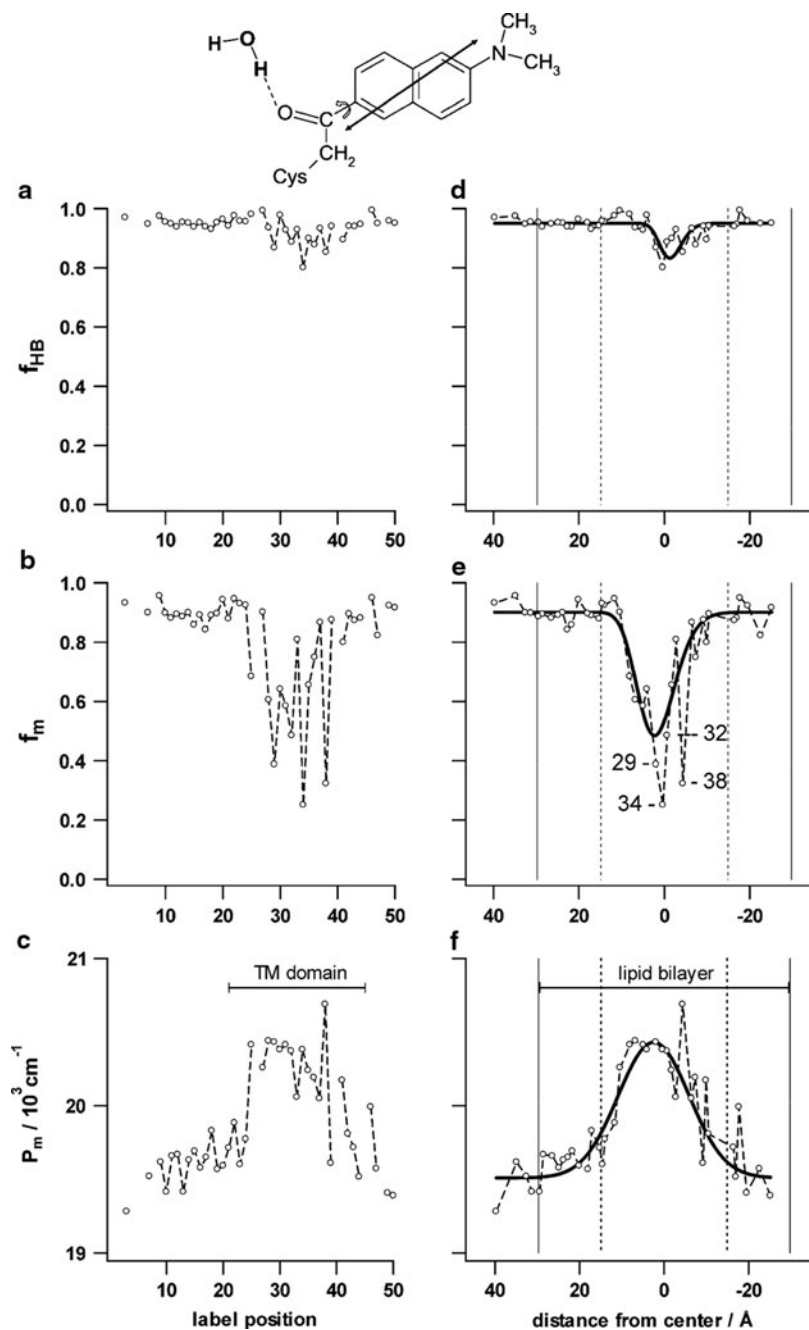 H-O
H
CH3
N
CH3
O
C
CH2
Cys
a
d
1.0
0.8
0.6
0.4
0.2
0.0
fHB
10 20 30 40 50
40 20 0 -20
b
e
1.0
0.8
0.6
0.4
0.2
0.0
fm
29
34
32
38
10 20 30 40 50
40 20 0 -20
c
f
21
20
19
Pm / 10³ cm⁻¹
TM domain
lipid bilayer
10 20 30 40 50
40 20 0 -20
label position
distance from center / Å